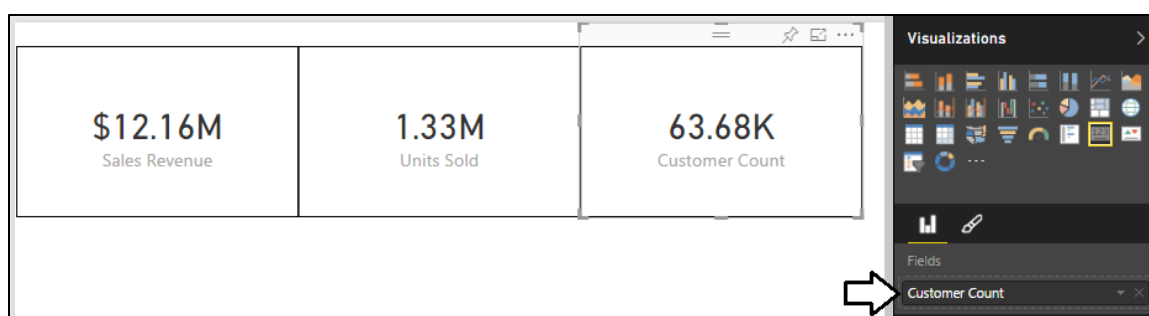 $12.16M
Sales Revenue
1.33M
Units Sold
63.68K
Customer Count
Visualizations
Fields
Customer Count